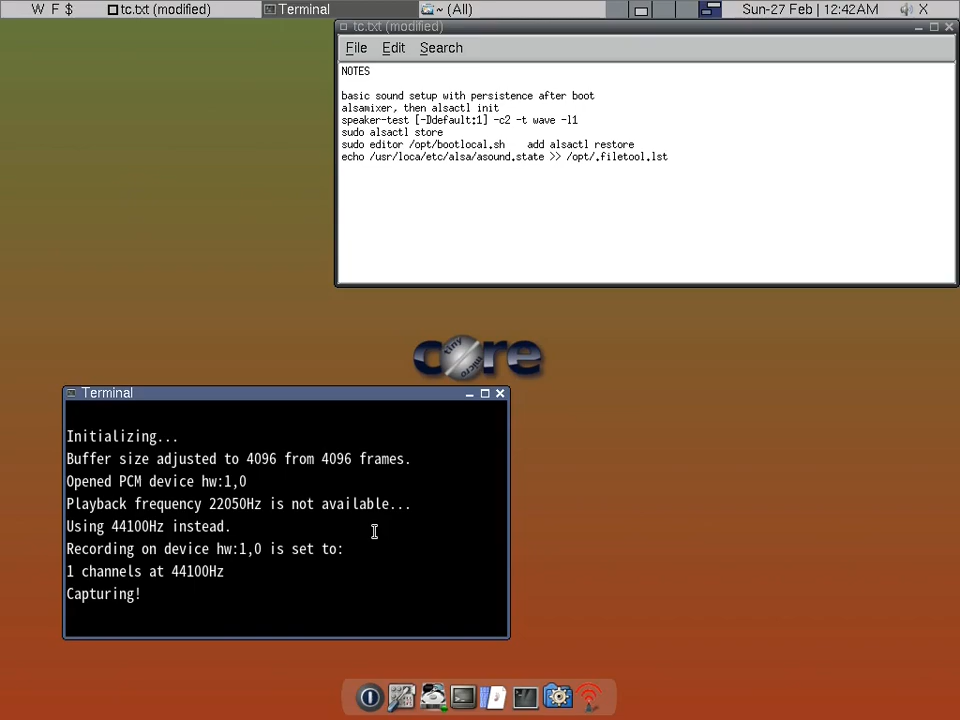 W F $ tc.txt (modified) Terminal ~ (All) Sun-27 Feb | 12:42AM X
tc.txt (modified)
File Edit Search
NOTES
basic sound setup with persistence after boot
alsamixer, then alsactl init
speaker-test [-Ddefault:1] -c2 -t wave -l1
sudo alsactl store
sudo editor /opt/bootlocal.sh    add alsactl restore
echo /usr/loca/etc/alsa/asound.state >> /opt/.filetool.lst
core
tiny
micro
Terminal
Initializing...
Buffer size adjusted to 4096 from 4096 frames.
Opened PCM device hw:1,0
Playback frequency 22050Hz is not available...
Using 44100Hz instead.
Recording on device hw:1,0 is set to:
1 channels at 44100Hz
Capturing!